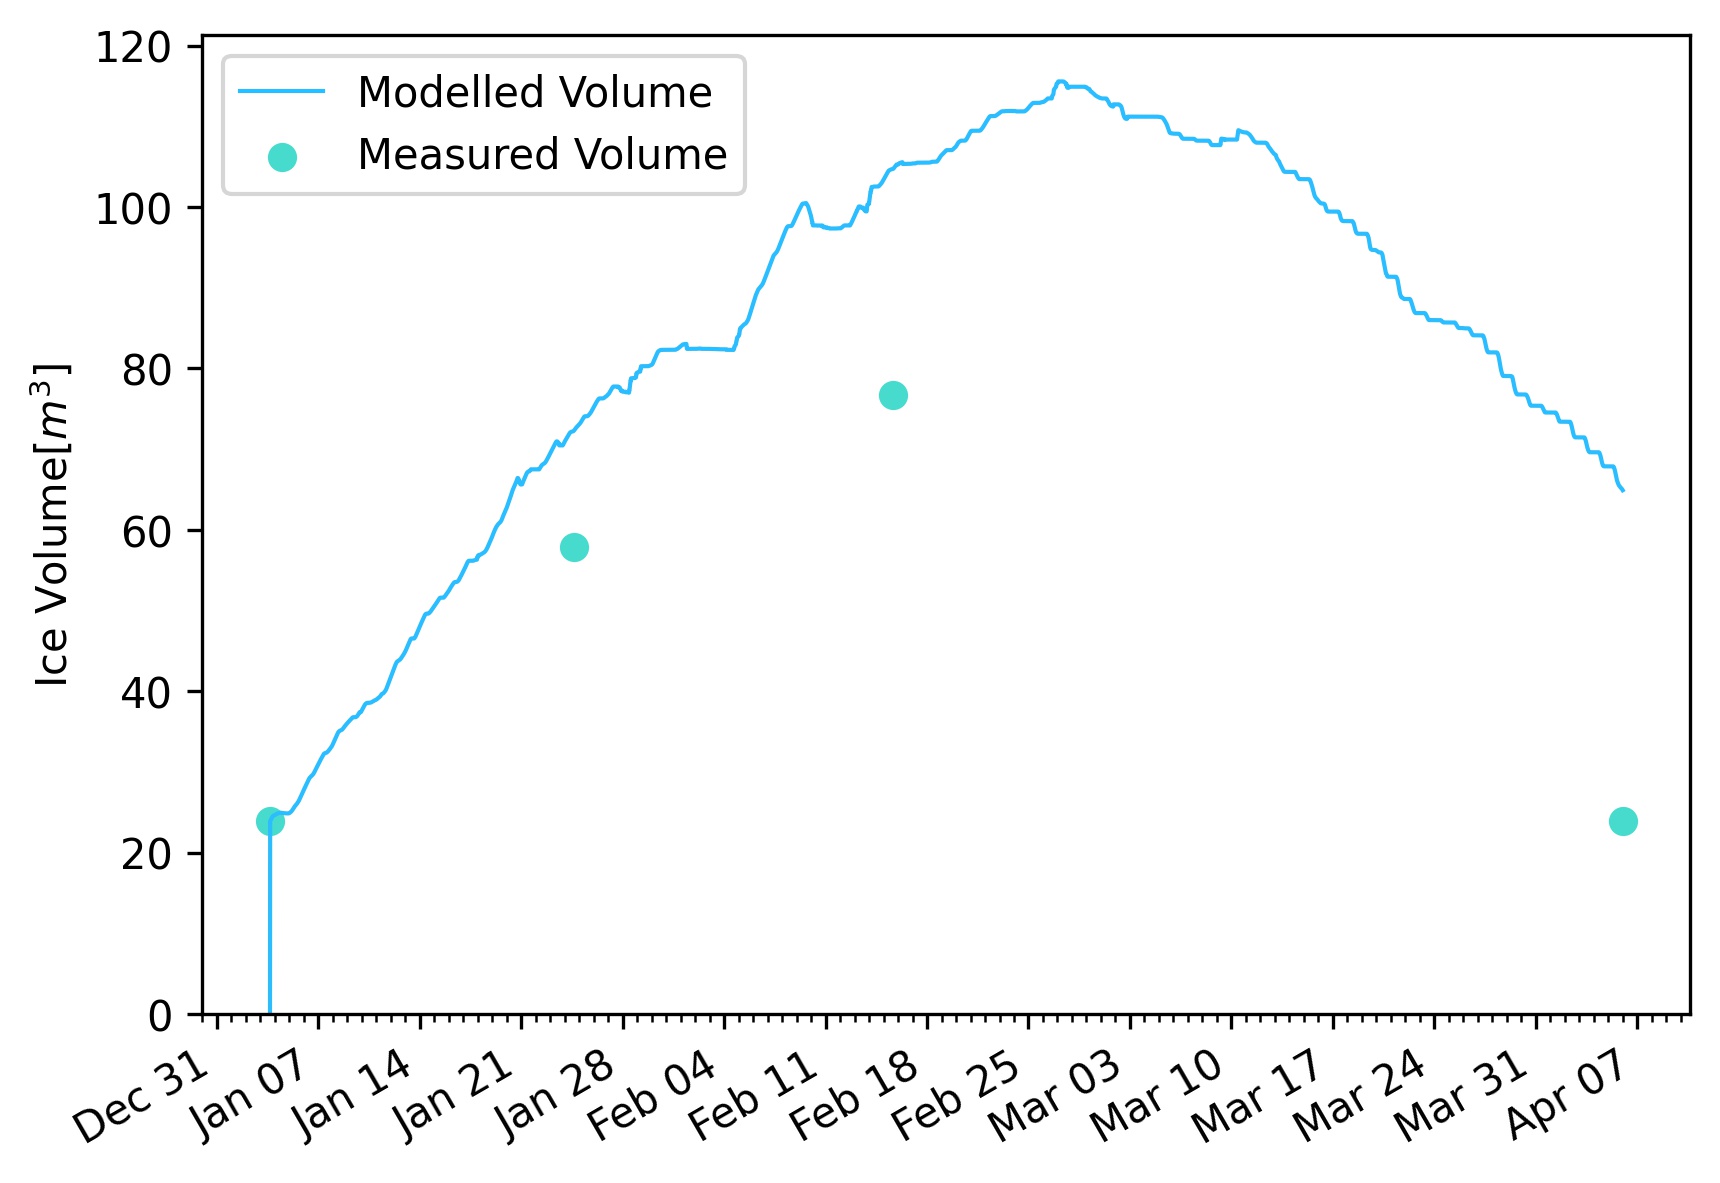 120
100
80
60
40
20
0
Ice Volume[m³]
Modelled Volume
Measured Volume
Dec 31
Jan 07
Jan 14
Jan 21
Jan 28
Feb 04
Feb 11
Feb 18
Feb 25
Mar 03
Mar 10
Mar 17
Mar 24
Mar 31
Apr 07